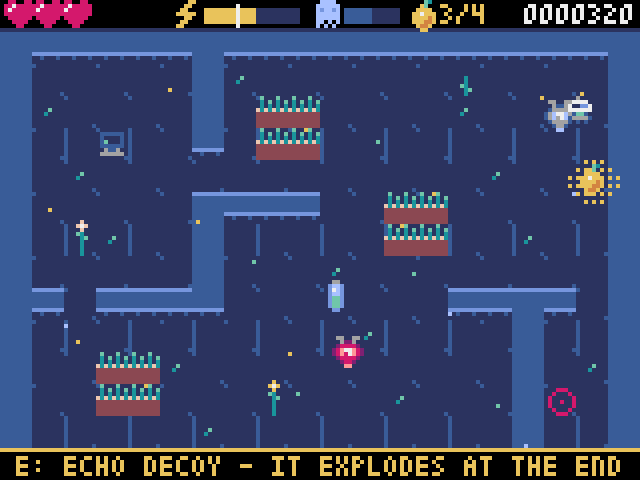 3/4 0000320
E: ECHO DECOY - IT EXPLODES AT THE END